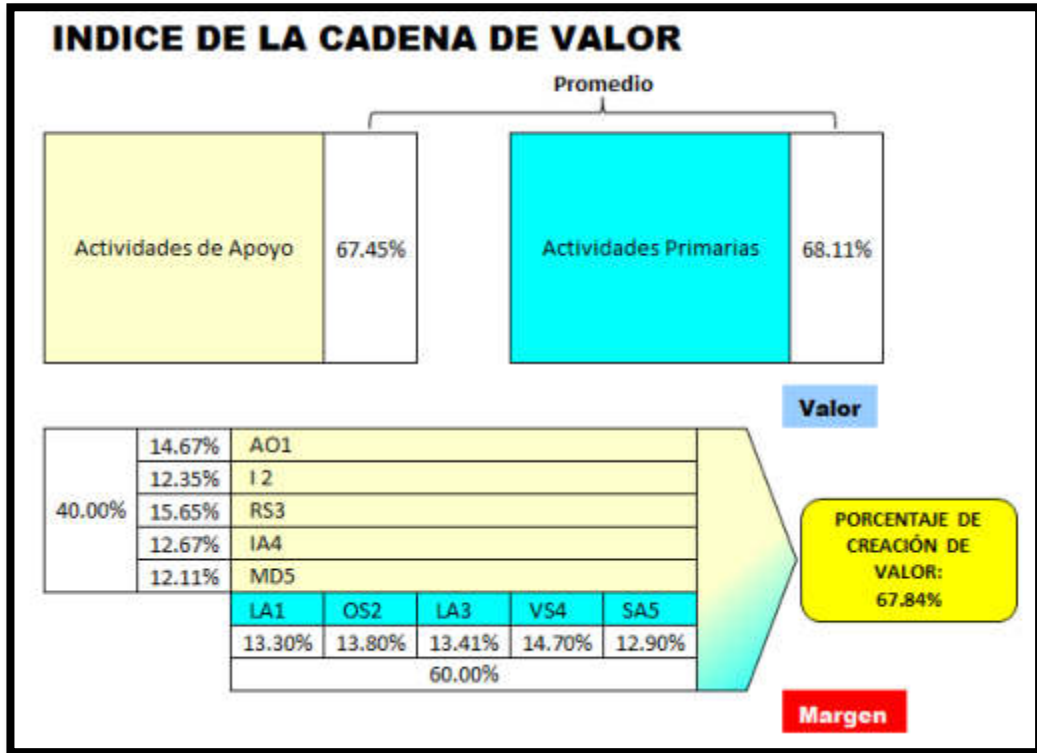 INDICE DE LA CADENA DE VALOR
Promedio
Actividades de Apoyo
67.45%
Actividades Primarias
68.11%
Valor
40.00%
14.67% AO1
12.35% I 2
15.65% RS3
12.67% IA4
12.11% MD5
LA1 OS2 LA3 VS4 SA5
13.30% 13.80% 13.41% 14.70% 12.90%
60.00%
PORCENTAJE DE
CREACIÓN DE
VALOR:
67.84%
Margen